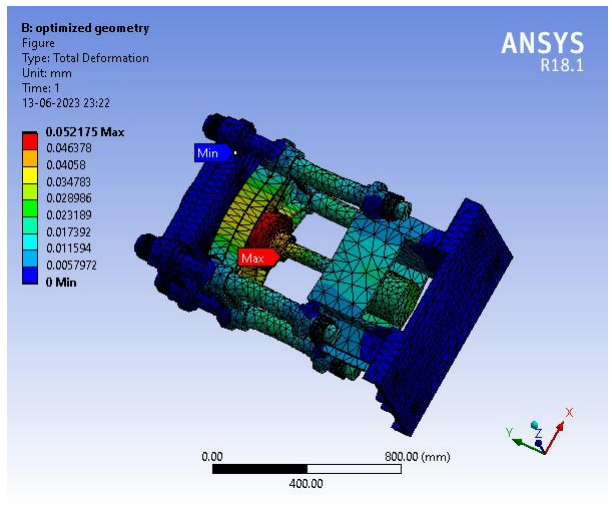 B: optimized geometry
Figure
Type: Total Deformation
Unit: mm
Time: 1
13-06-2023 23:22
ANSYS
R18.1
0.052175 Max
0.046378
0.04058
0.034783
0.028986
0.023189
0.017392
0.011594
0.0057972
0 Min
Min
Max
0.00
800.00 (mm)
400.00
Y
Z
X